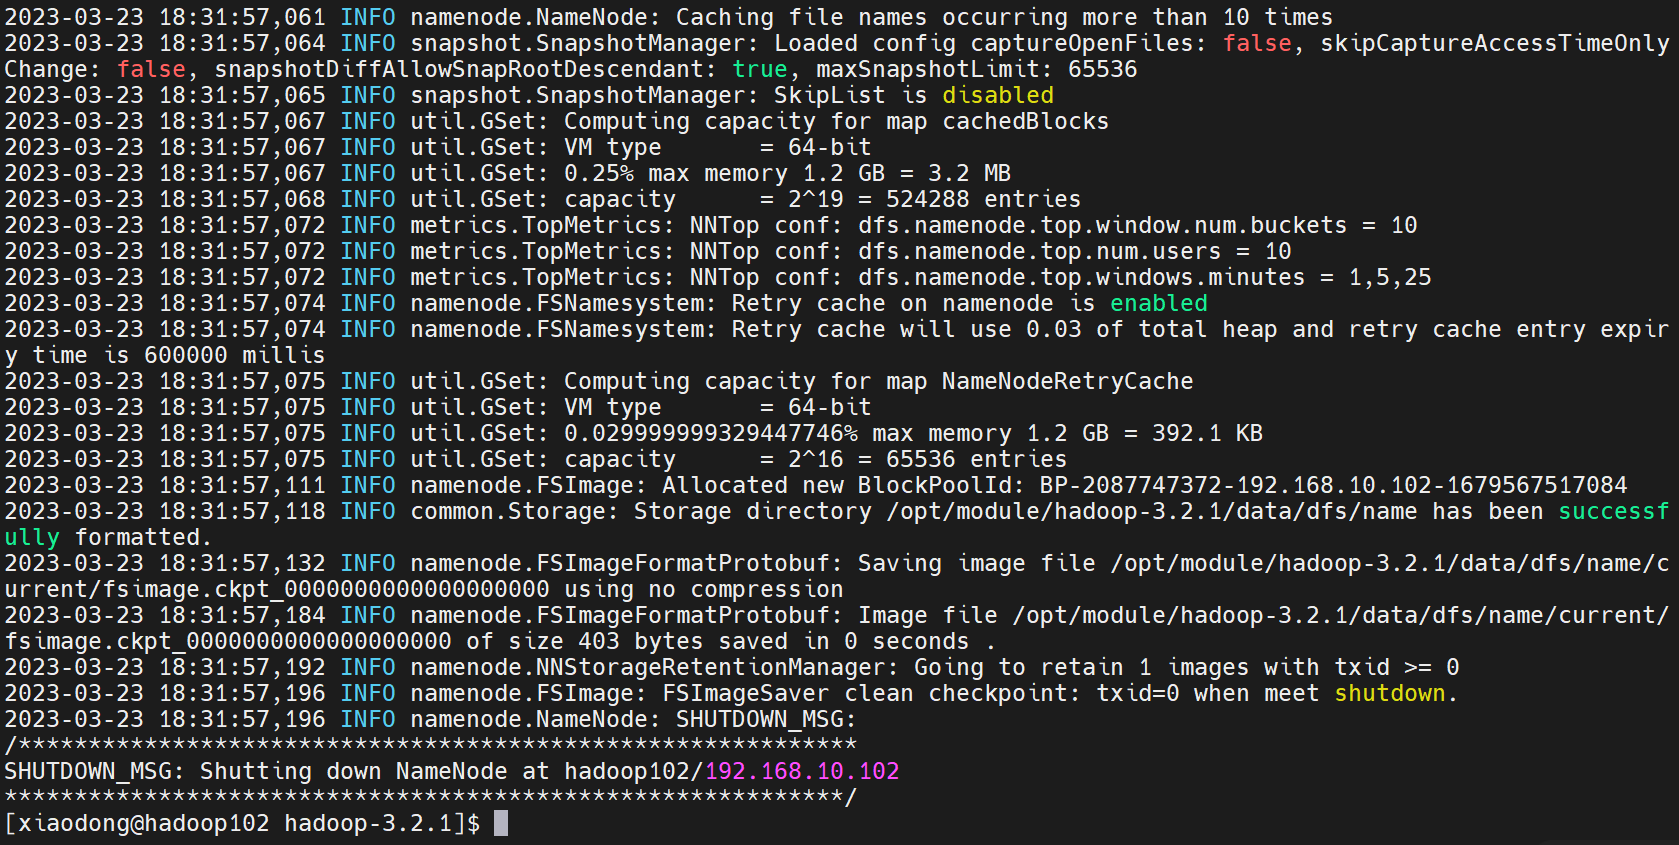 2023-03-23 18:31:57,061 INFO namenode.NameNode: Caching file names occurring more than 10 times
2023-03-23 18:31:57,064 INFO snapshot.SnapshotManager: Loaded config captureOpenFiles: false, skipCaptureAccessTimeOnly
Change: false, snapshotDiffAllowSnapRootDescendant: true, maxSnapshotLimit: 65536
2023-03-23 18:31:57,065 INFO snapshot.SnapshotManager: SkipList is disabled
2023-03-23 18:31:57,067 INFO util.GSet: Computing capacity for map cachedBlocks
2023-03-23 18:31:57,067 INFO util.GSet: VM type       = 64-bit
2023-03-23 18:31:57,067 INFO util.GSet: 0.25% max memory 1.2 GB = 3.2 MB
2023-03-23 18:31:57,068 INFO util.GSet: capacity      = 2^19 = 524288 entries
2023-03-23 18:31:57,072 INFO metrics.TopMetrics: NNTop conf: dfs.namenode.top.window.num.buckets = 10
2023-03-23 18:31:57,072 INFO metrics.TopMetrics: NNTop conf: dfs.namenode.top.num.users = 10
2023-03-23 18:31:57,072 INFO metrics.TopMetrics: NNTop conf: dfs.namenode.top.windows.minutes = 1,5,25
2023-03-23 18:31:57,074 INFO namenode.FSNamesystem: Retry cache on namenode is enabled
2023-03-23 18:31:57,074 INFO namenode.FSNamesystem: Retry cache will use 0.03 of total heap and retry cache entry expir
y time is 600000 millis
2023-03-23 18:31:57,075 INFO util.GSet: Computing capacity for map NameNodeRetryCache
2023-03-23 18:31:57,075 INFO util.GSet: VM type       = 64-bit
2023-03-23 18:31:57,075 INFO util.GSet: 0.029999999329447746% max memory 1.2 GB = 392.1 KB
2023-03-23 18:31:57,075 INFO util.GSet: capacity      = 2^16 = 65536 entries
2023-03-23 18:31:57,111 INFO namenode.FSImage: Allocated new BlockPoolId: BP-2087747372-192.168.10.102-1679567517084
2023-03-23 18:31:57,118 INFO common.Storage: Storage directory /opt/module/hadoop-3.2.1/data/dfs/name has been successf
ully formatted.
2023-03-23 18:31:57,132 INFO namenode.FSImageFormatProtobuf: Saving image file /opt/module/hadoop-3.2.1/data/dfs/name/c
urrent/fsimage.ckpt_0000000000000000000 using no compression
2023-03-23 18:31:57,184 INFO namenode.FSImageFormatProtobuf: Image file /opt/module/hadoop-3.2.1/data/dfs/name/current/
fsimage.ckpt_0000000000000000000 of size 403 bytes saved in 0 seconds .
2023-03-23 18:31:57,192 INFO namenode.NNStorageRetentionManager: Going to retain 1 images with txid >= 0
2023-03-23 18:31:57,196 INFO namenode.FSImage: FSImageSaver clean checkpoint: txid=0 when meet shutdown.
2023-03-23 18:31:57,196 INFO namenode.NameNode: SHUTDOWN_MSG:
/************************************************************
SHUTDOWN_MSG: Shutting down NameNode at hadoop102/192.168.10.102
************************************************************/
[xiaodong@hadoop102 hadoop-3.2.1]$